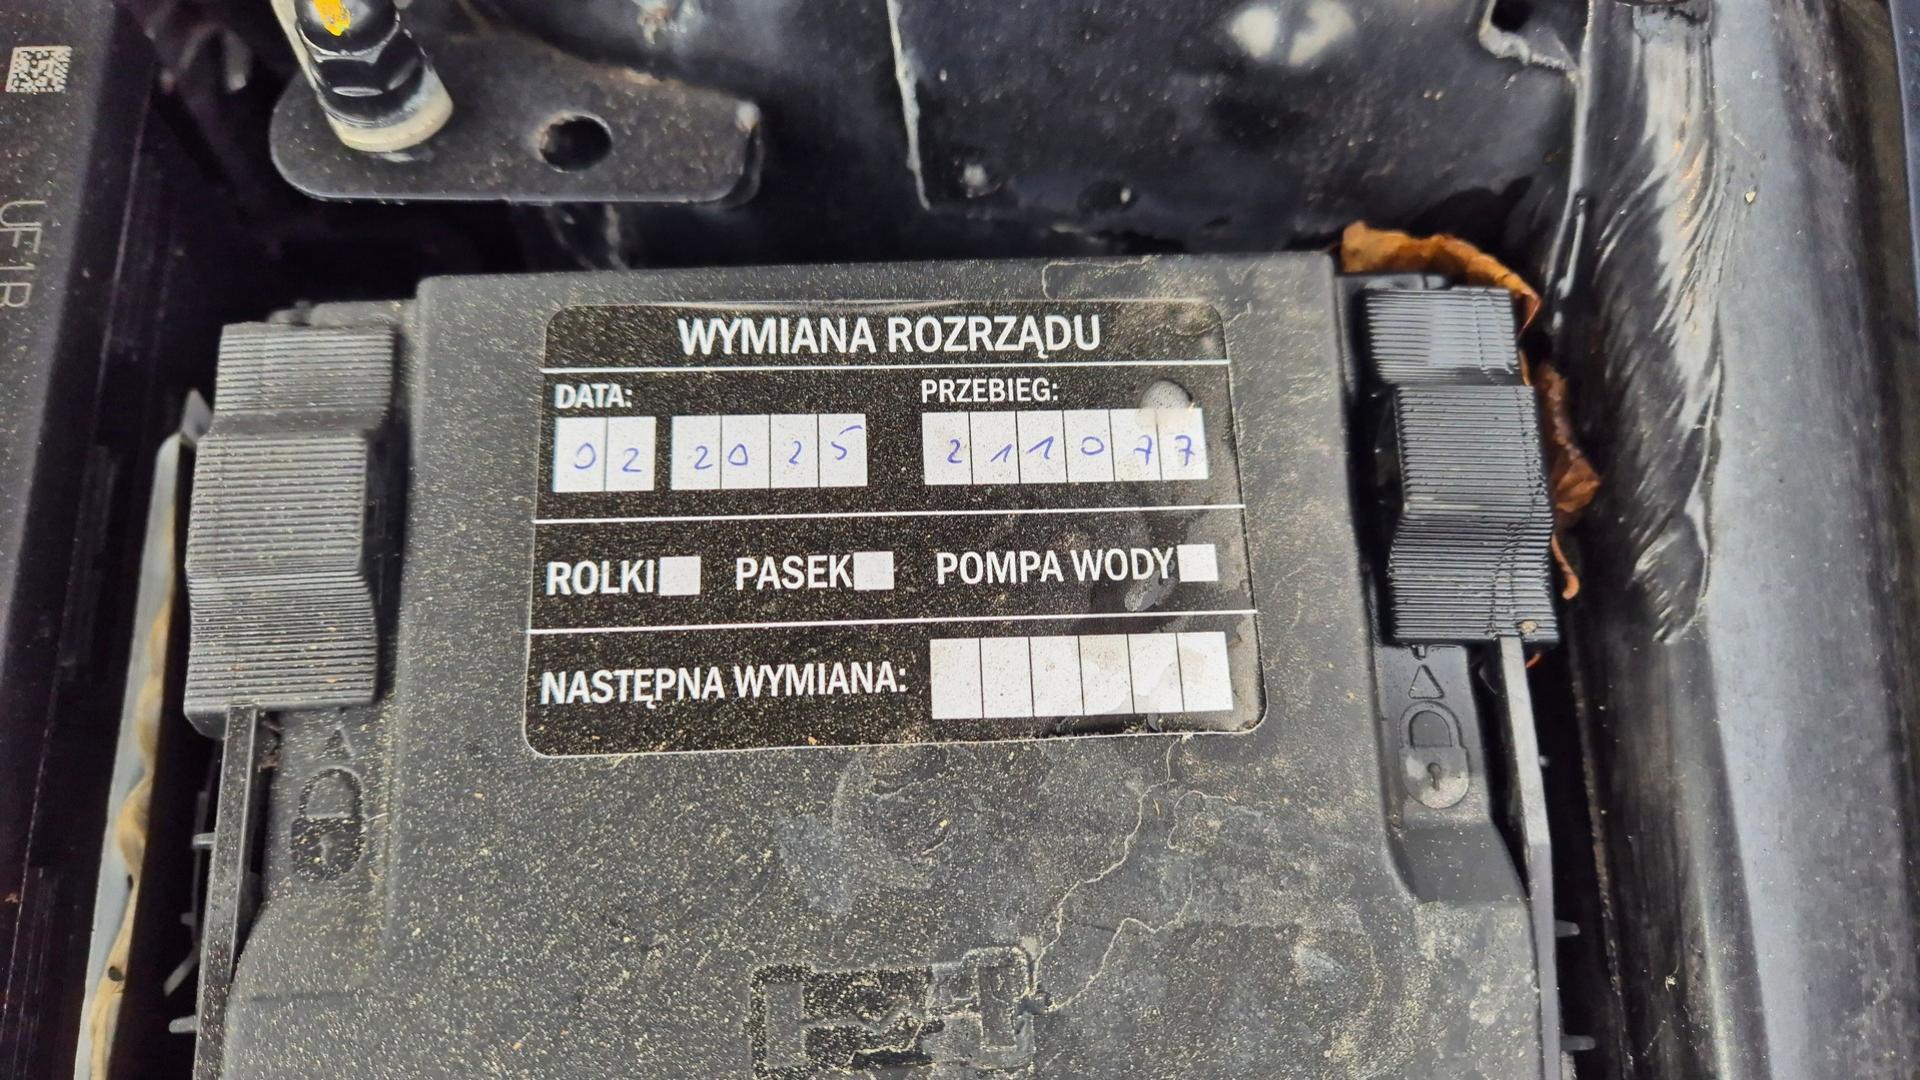 WYMIANA ROZRZĄDU
DATA: PRZEBIEG:
02 2025 211077
ROLKI PASEK POMPA WODY
NASTĘPNA WYMIANA: